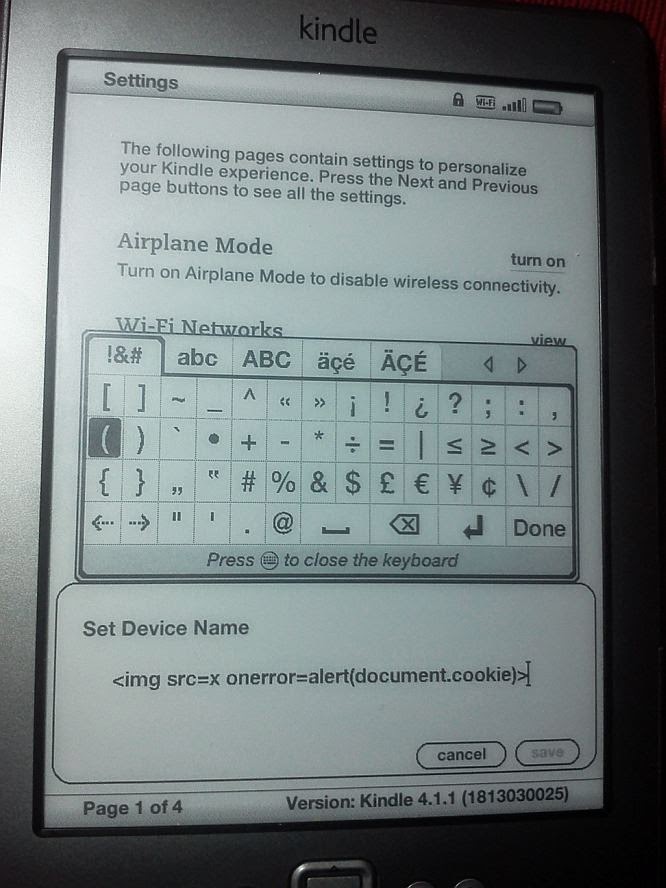 kindle
Settings
Wi-Fi
The following pages contain settings to personalize
your Kindle experience. Press the Next and Previous
page buttons to see all the settings.
Airplane Mode
turn on
Turn on Airplane Mode to disable wireless connectivity.
Wi-Fi Networks
view
!&# abc ABC äçé ÄÇÉ
[ ] ~ _ ^ « » ¡ ! ¿ ? ; : ,
( ) ` • + - * ÷ = | ≤ ≥ < >
{ } „ “ # % & $ £ € ¥ ¢ \ /
" ' . @ Done
Press to close the keyboard
Set Device Name
<img src=x onerror=alert(document.cookie)>
cancel save
Page 1 of 4
Version: Kindle 4.1.1 (1813030025)